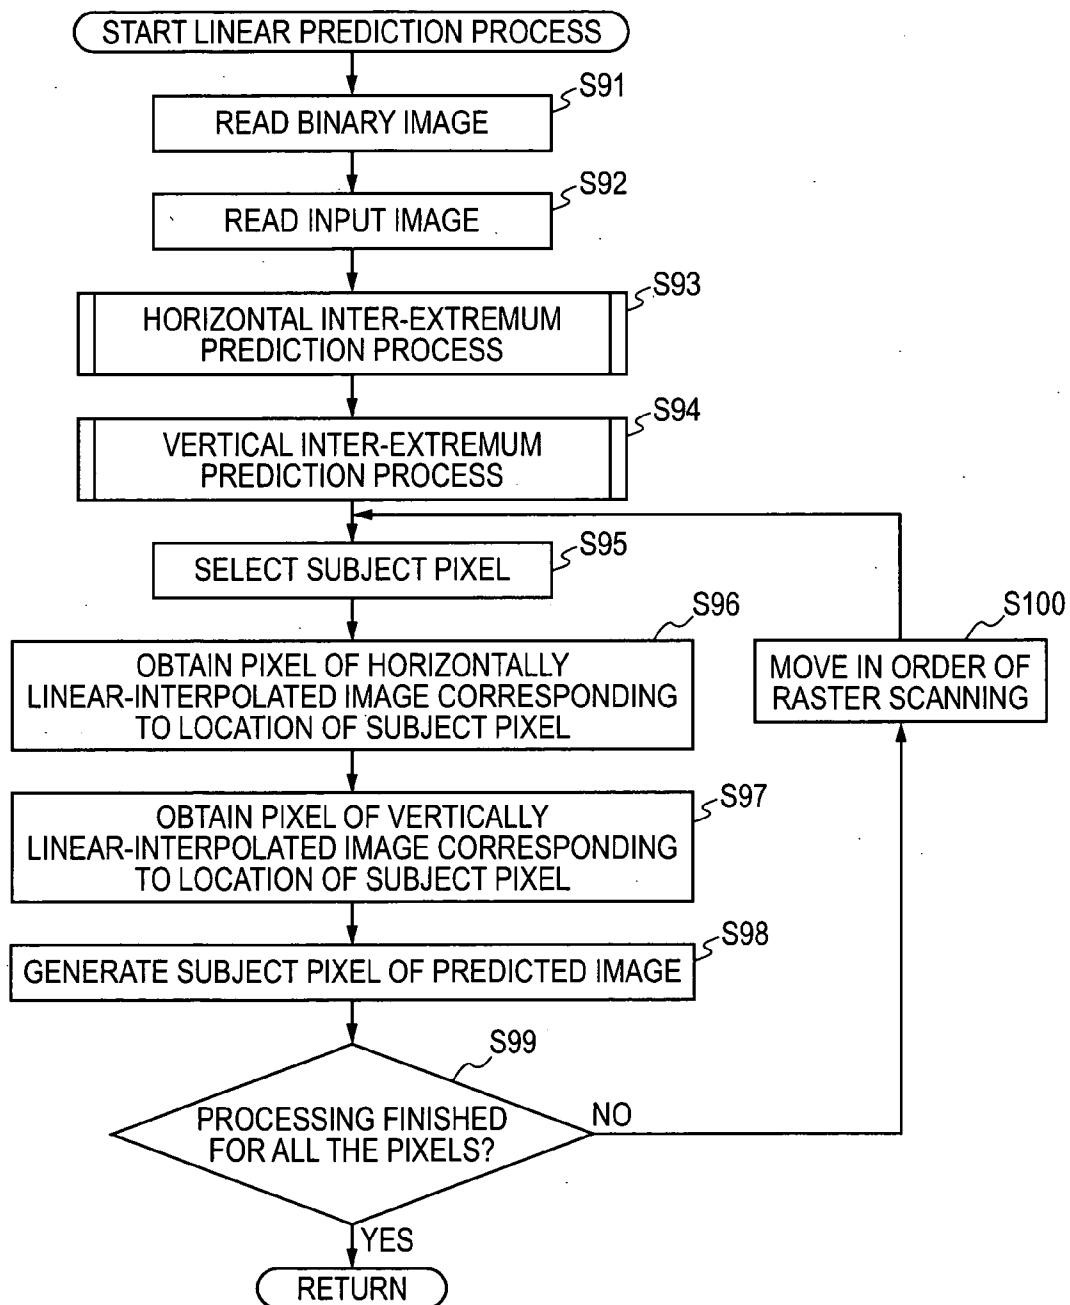 START LINEAR PREDICTION PROCESS
S91
READ BINARY IMAGE
S92
READ INPUT IMAGE
S93
HORIZONTAL INTER-EXTREMUM
PREDICTION PROCESS
S94
VERTICAL INTER-EXTREMUM
PREDICTION PROCESS
S95
SELECT SUBJECT PIXEL
S96
OBTAIN PIXEL OF HORIZONTALLY
LINEAR-INTERPOLATED IMAGE CORRESPONDING
TO LOCATION OF SUBJECT PIXEL
S100
MOVE IN ORDER OF
RASTER SCANNING
S97
OBTAIN PIXEL OF VERTICALLY
LINEAR-INTERPOLATED IMAGE CORRESPONDING
TO LOCATION OF SUBJECT PIXEL
S98
GENERATE SUBJECT PIXEL OF PREDICTED IMAGE
S99
PROCESSING FINISHED
FOR ALL THE PIXELS?
NO
YES
RETURN